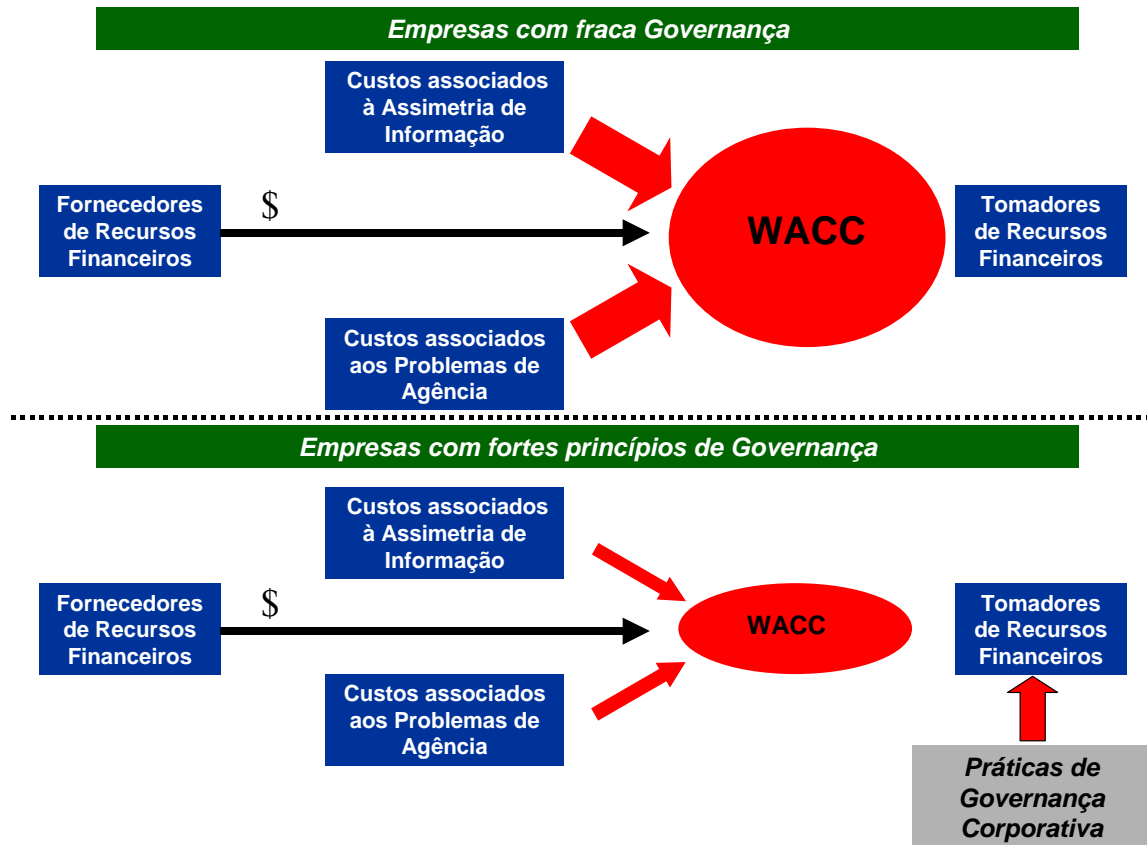 Empresas com fraca Governança
Custos associados
à Assimetria de
Informação
Fornecedores
de Recursos
Financeiros
$
WACC
Tomadores
de Recursos
Financeiros
Custos associados
aos Problemas de
Agência
Empresas com fortes princípios de Governança
Custos associados
à Assimetria de
Informação
Fornecedores
de Recursos
Financeiros
$
WACC
Tomadores
de Recursos
Financeiros
Custos associados
aos Problemas de
Agência
Práticas de
Governança
Corporativa